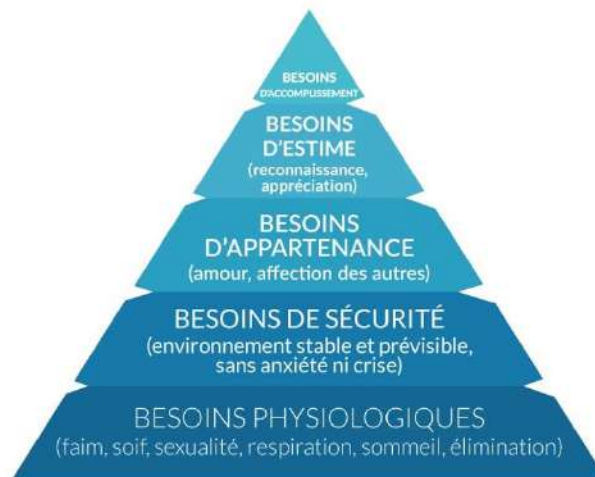 BESOINS
D'ACCOMPLISSEMENT
BESOINS
D'ESTIME
(reconnaissance,
appréciation)
BESOINS
D'APPARTENANCE
(amour, affection des autres)
BESOINS DE SÉCURITÉ
(environnement stable et prévisible,
sans anxiété ni crise)
BESOINS PHYSIOLOGIQUES
(faim, soif, sexualité, respiration, sommeil, élimination)